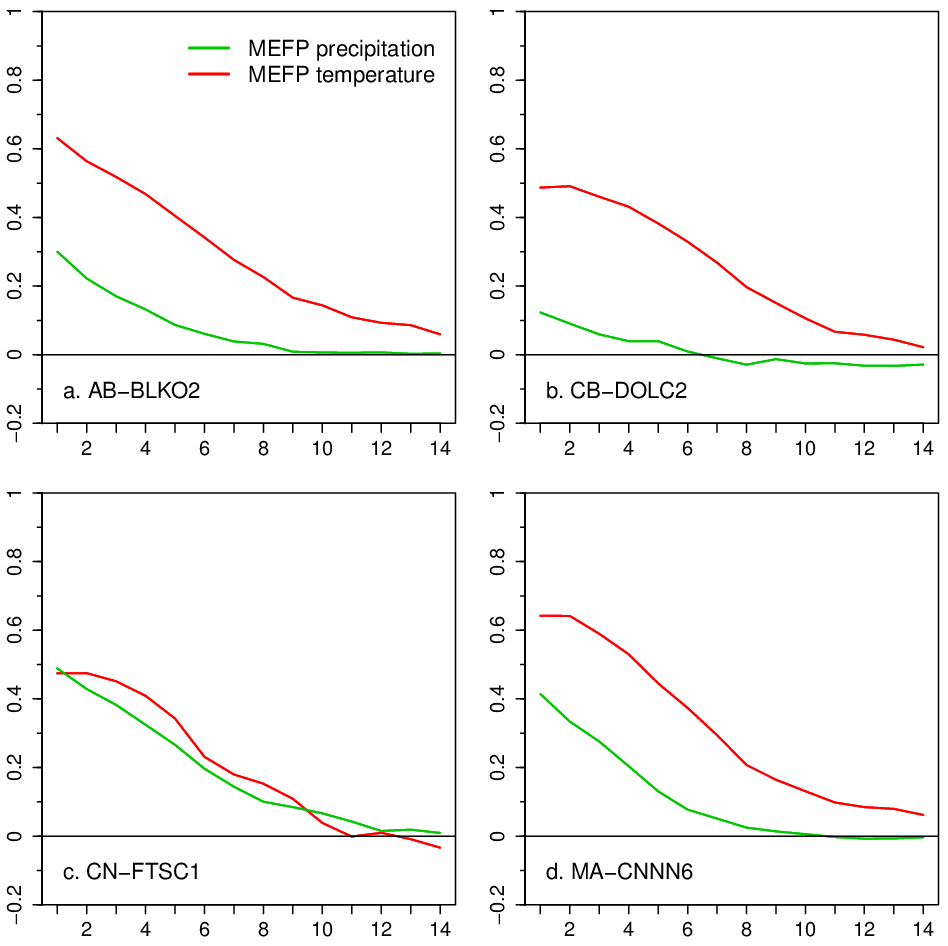 1
0.8
0.6
0.4
0.2
0
−0.2
MEFP precipitation
MEFP temperature
a. AB−BLKO2
2 4 6 8 10 12 14
1
0.8
0.6
0.4
0.2
0
−0.2
b. CB−DOLC2
2 4 6 8 10 12 14
1
0.8
0.6
0.4
0.2
0
−0.2
c. CN−FTSC1
2 4 6 8 10 12 14
1
0.8
0.6
0.4
0.2
0
−0.2
d. MA−CNNN6
2 4 6 8 10 12 14